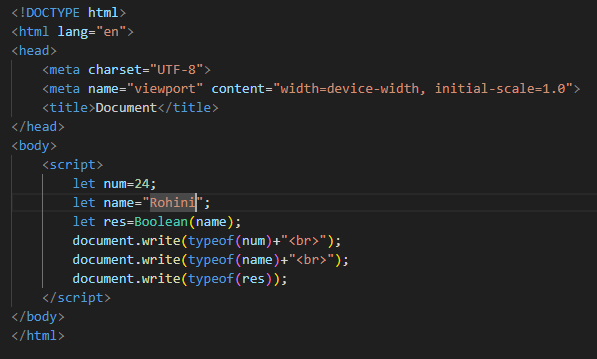 <!DOCTYPE html>
<html lang="en">
<head>
    <meta charset="UTF-8">
    <meta name="viewport" content="width=device-width, initial-scale=1.0">
    <title>Document</title>
</head>
<body>
    <script>
        let num=24;
        let name="Rohini";
        let res=Boolean(name);
        document.write(typeof(num)+"<br>");
        document.write(typeof(name)+"<br>");
        document.write(typeof(res));
    </script>
</body>
</html>